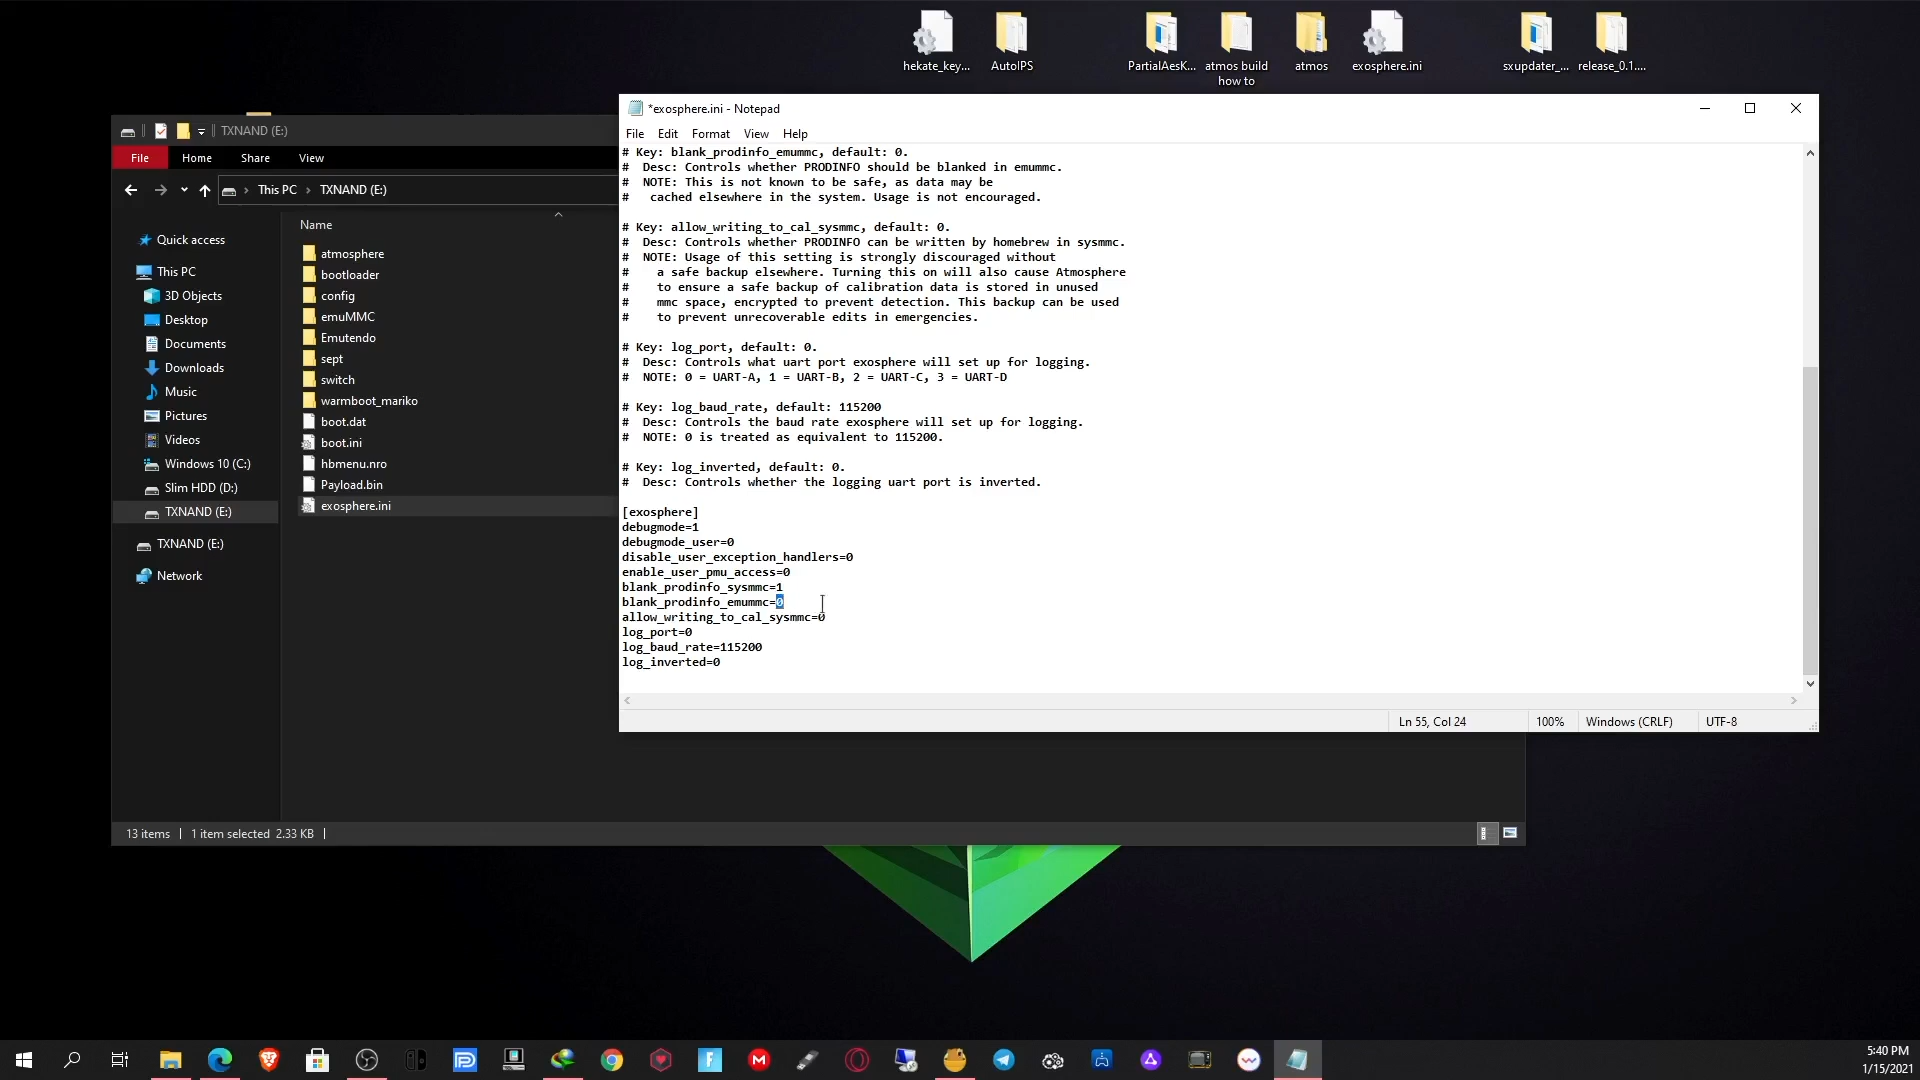 hekate_key...
AutoIPS
PartialAesK...
atmos build
how to
atmos
exosphere.ini
sxupdater_...
release_0.1....
TXNAND (E:)
File
Home
Share
View
This PC
TXNAND (E:)
Name
Quick access
This PC
3D Objects
Desktop
Documents
Downloads
Music
Pictures
Videos
Windows 10 (C:)
Slim HDD (D:)
TXNAND (E:)
TXNAND (E:)
Network
atmosphere
bootloader
config
emuMMC
Emutendo
sept
switch
warmboot_mariko
boot.dat
boot.ini
hbmenu.nro
Payload.bin
exosphere.ini
13 items
1 item selected 2.33 KB
*exosphere.ini - Notepad
File Edit Format View Help
# Key: blank_prodinfo_emummc, default: 0.
#  Desc: Controls whether PRODINFO should be blanked in emummc.
#  NOTE: This is not known to be safe, as data may be
#   cached elsewhere in the system. Usage is not encouraged.
# Key: allow_writing_to_cal_sysmmc, default: 0.
#  Desc: Controls whether PRODINFO can be written by homebrew in sysmmc.
#  NOTE: Usage of this setting is strongly discouraged without
#    a safe backup elsewhere. Turning this on will also cause Atmosphere
#    to ensure a safe backup of calibration data is stored in unused
#    mmc space, encrypted to prevent detection. This backup can be used
#    to prevent unrecoverable edits in emergencies.
# Key: log_port, default: 0.
#  Desc: Controls what uart port exosphere will set up for logging.
#  NOTE: 0 = UART-A, 1 = UART-B, 2 = UART-C, 3 = UART-D
# Key: log_baud_rate, default: 115200
#  Desc: Controls the baud rate exosphere will set up for logging.
#  NOTE: 0 is treated as equivalent to 115200.
# Key: log_inverted, default: 0.
#  Desc: Controls whether the logging uart port is inverted.
[exosphere]
debugmode=1
debugmode_user=0
disable_user_exception_handlers=0
enable_user_pmu_access=0
blank_prodinfo_sysmmc=1
blank_prodinfo_emummc=0
allow_writing_to_cal_sysmmc=0
log_port=0
log_baud_rate=115200
log_inverted=0
Ln 55, Col 24
100%
Windows (CRLF)
UTF-8
5:40 PM
1/15/2021